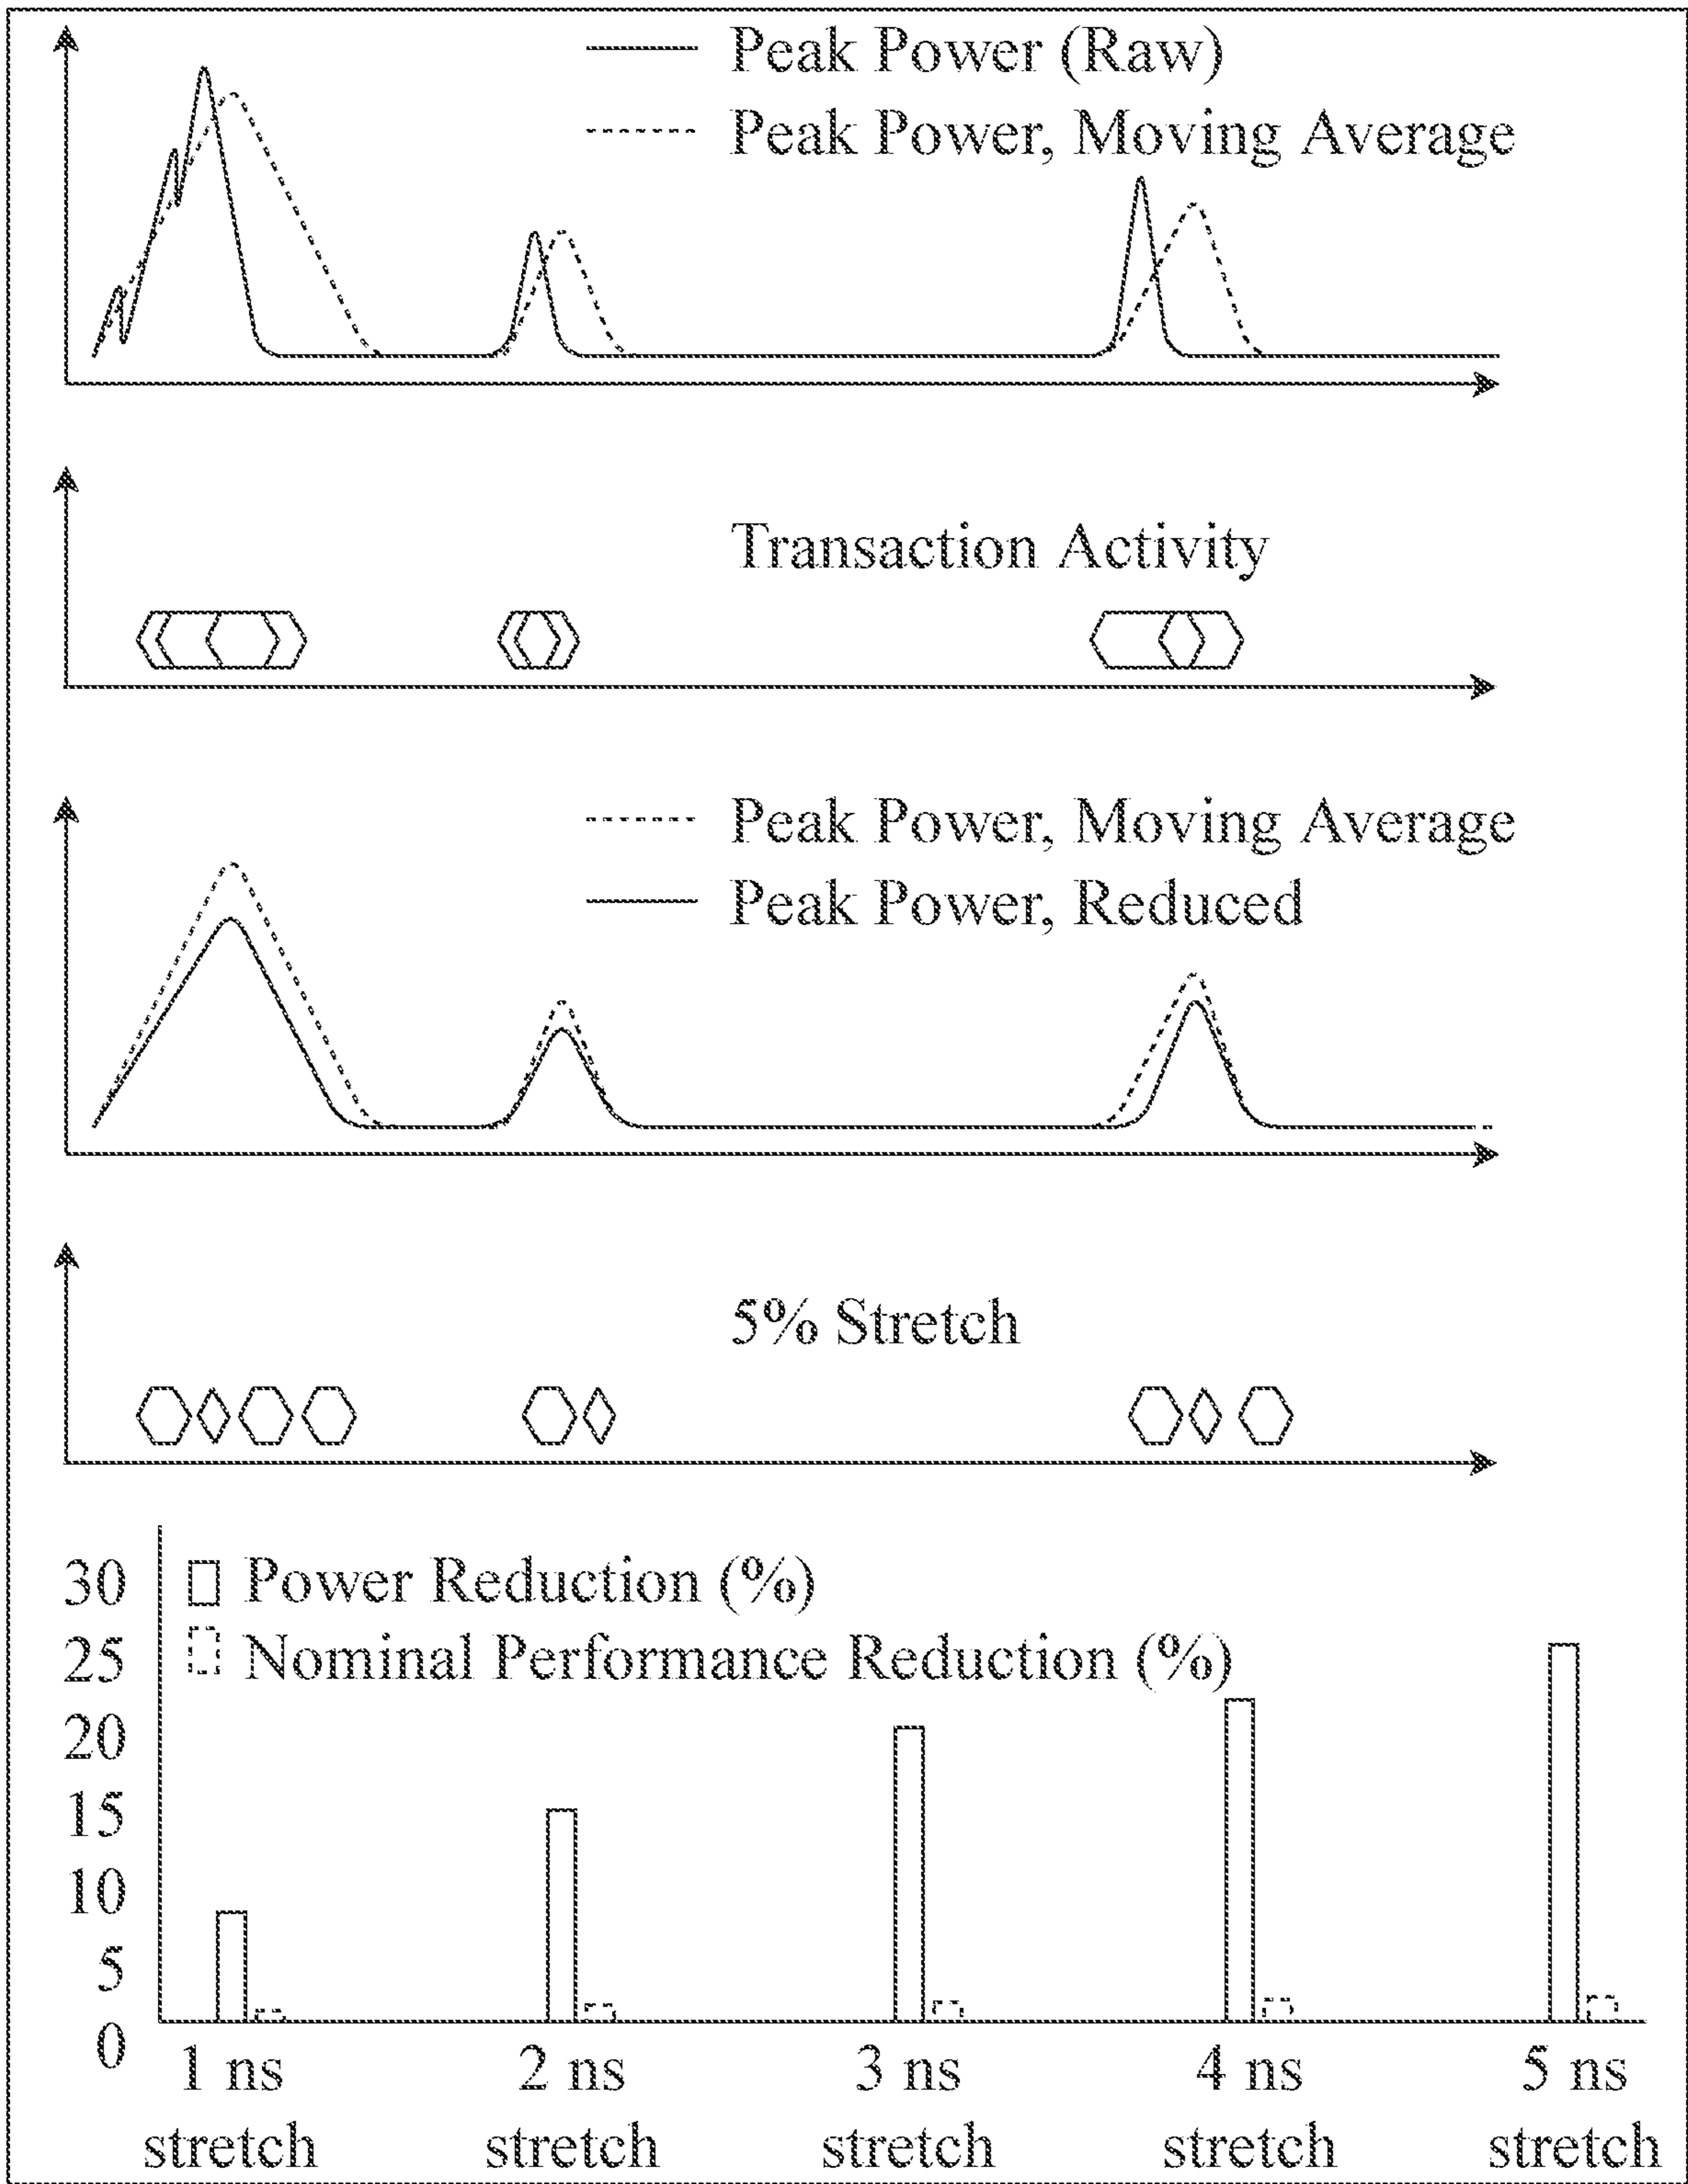 Peak Power (Raw)
Peak Power, Moving Average
Transaction Activity
Peak Power, Moving Average
Peak Power, Reduced
5% Stretch
30
Power Reduction (%)
25
Nominal Performance Reduction (%)
20
15
10
5
0
1 ns
stretch
2 ns
stretch
3 ns
stretch
4 ns
stretch
5 ns
stretch